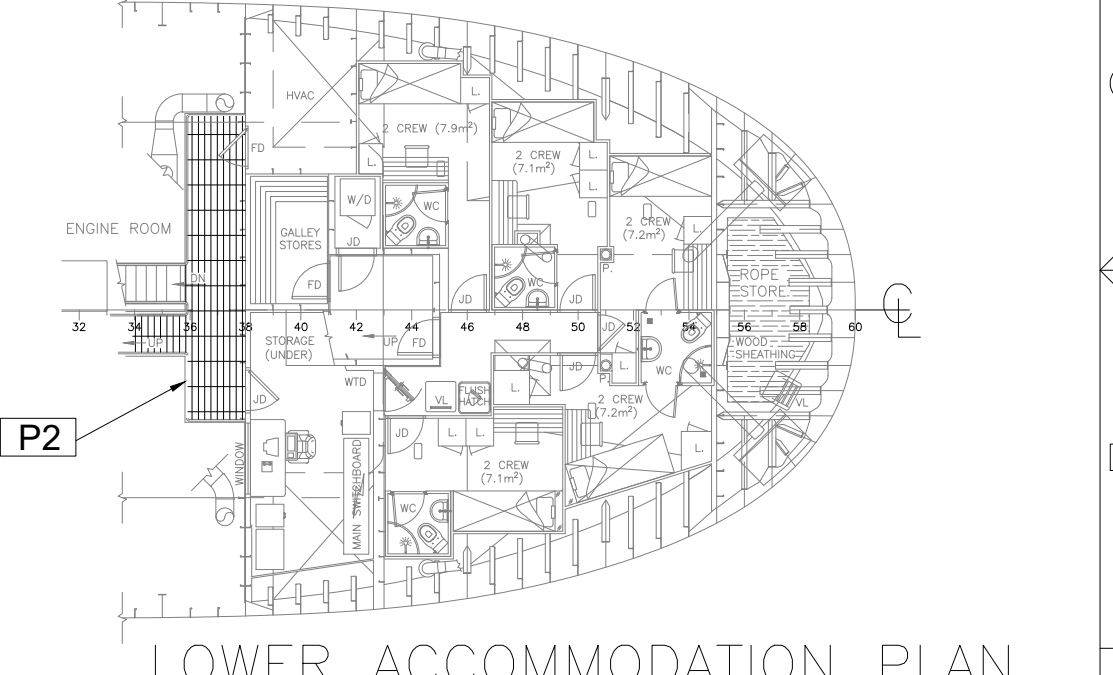 HVAC
L.
2 CREW (7.9m²)
FD
L.
2 CREW
(7.1m²)
L.
L.
W/D
WC
2 CREW
(7.2m²)
L.
ENGINE ROOM
GALLEY
STORES
JD
P.
DN
FD
WC
ROPE
STORE
JD
JD
℄
32 34 36 38 40 42 44 46 48 50 52 54 56 58 60
UP
STORAGE
(UNDER)
UP
FD
JD
WOOD
SHEATHING
WTD
JD
P.
L.
WC
JD
VL
FLUSH
HATCH
L.
2 CREW
(7.2m²)
VL
P2
WINDOW
JD
L.
L.
L.
MAIN SWITCHBOARD
2 CREW
(7.1m²)
WC
LOWER ACCOMMODATION PLAN